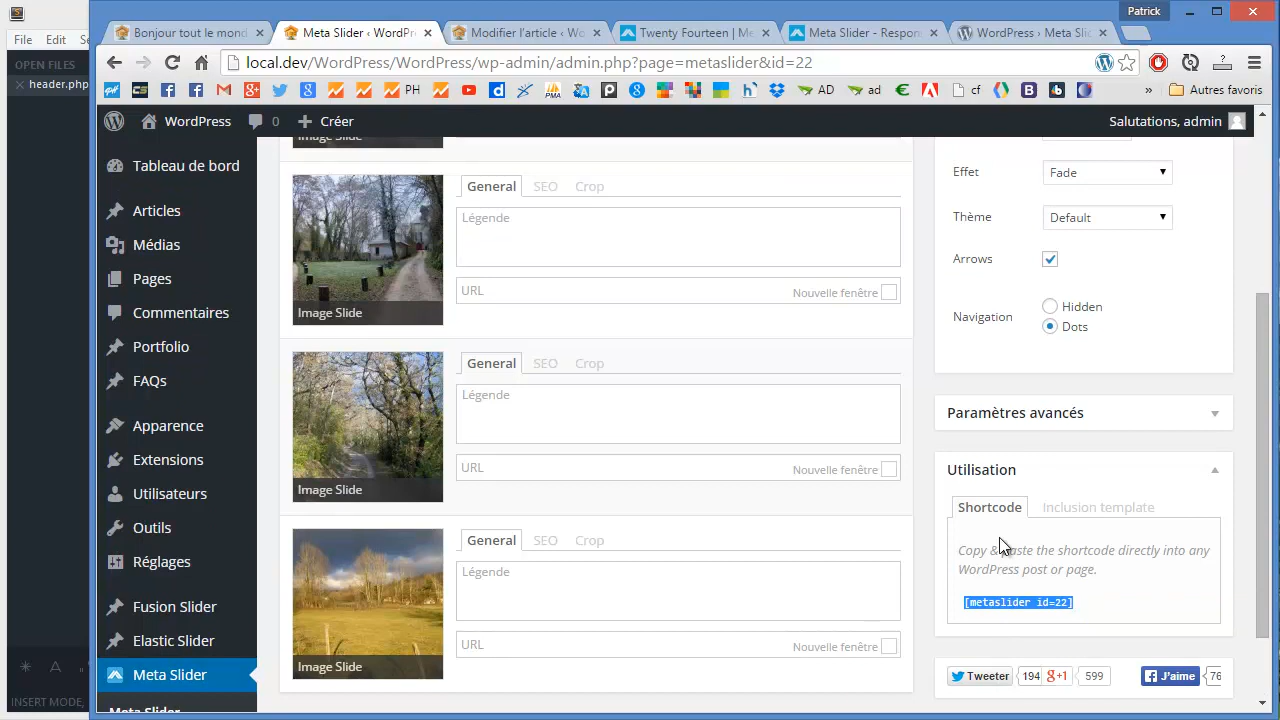 Patrick
Bonjour tout le mond
Meta Slider ‹ WordPr
Modifier l'article ‹ Wo
Twenty Fourteen | Me
Meta Slider - Respon
WordPress › Meta Slid
File Edit
OPEN FILES
header.php
local.dev/WordPress/WordPress/wp-admin/admin.php?page=metaslider&id=22
PH
AD
ad
cf
»
Autres favoris
WordPress
0
Créer
Salutations, admin
Tableau de bord
Articles
Médias
Pages
Commentaires
Portfolio
FAQs
Apparence
Extensions
Utilisateurs
Outils
Réglages
Fusion Slider
Elastic Slider
Meta Slider
Meta Slider
Image Slide
General SEO Crop
Légende
URL
Nouvelle fenêtre
Image Slide
General SEO Crop
Légende
URL
Nouvelle fenêtre
Image Slide
General SEO Crop
Légende
URL
Nouvelle fenêtre
Image Slide
Effet Fade
Thème Default
Arrows
Navigation
Hidden
Dots
Paramètres avancés
Utilisation
Shortcode Inclusion template
Copy & paste the shortcode directly into any
WordPress post or page.
[metaslider id=22]
Tweeter 194 +1 599 J'aime 76
INSERT MODE,